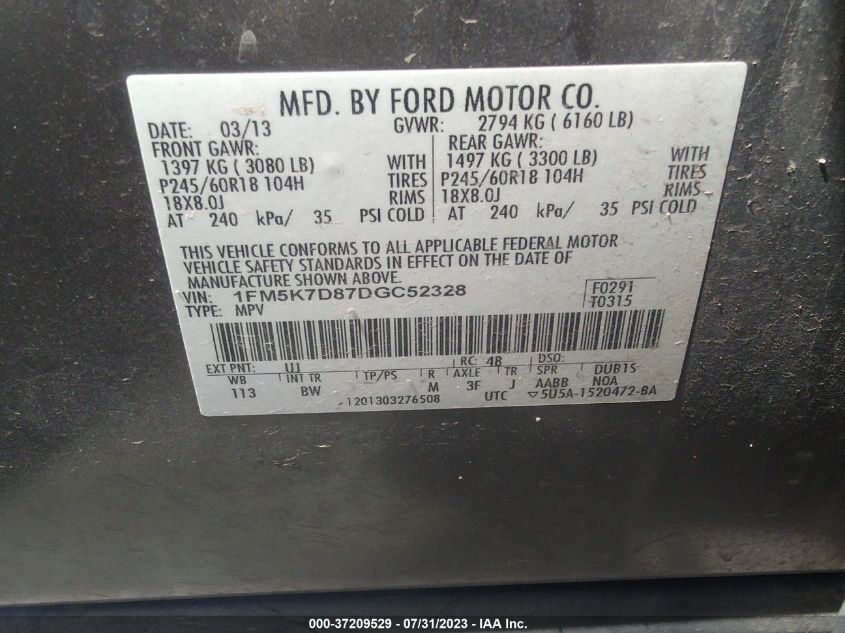 MFD. BY FORD MOTOR CO.
DATE: 03/13 GVWR: 2794 KG ( 6160 LB)
FRONT GAWR: REAR GAWR:
1397 KG ( 3080 LB) WITH 1497 KG ( 3300 LB) WITH
P245/60R18 104H TIRES P245/60R18 104H TIRES
18X8.0J RIMS 18X8.0J RIMS
AT 240 kPa/ 35 PSI COLD AT 240 kPa/ 35 PSI COLD
THIS VEHICLE CONFORMS TO ALL APPLICABLE FEDERAL MOTOR
VEHICLE SAFETY STANDARDS IN EFFECT ON THE DATE OF
MANUFACTURE SHOWN ABOVE.
VIN: 1FM5K7D87DGC52328 F0291
TYPE: MPV T0315
EXT PNT: UJ RC: 48 DSO:
WB INT TR TP/PS R AXLE TR SPR DUB1S
113 BW M 3F J AABB NOA
-1201303276508 UTC ▽5U5A-1520472-BA
000-37209529 / 07/31/2023 - IAA Inc.